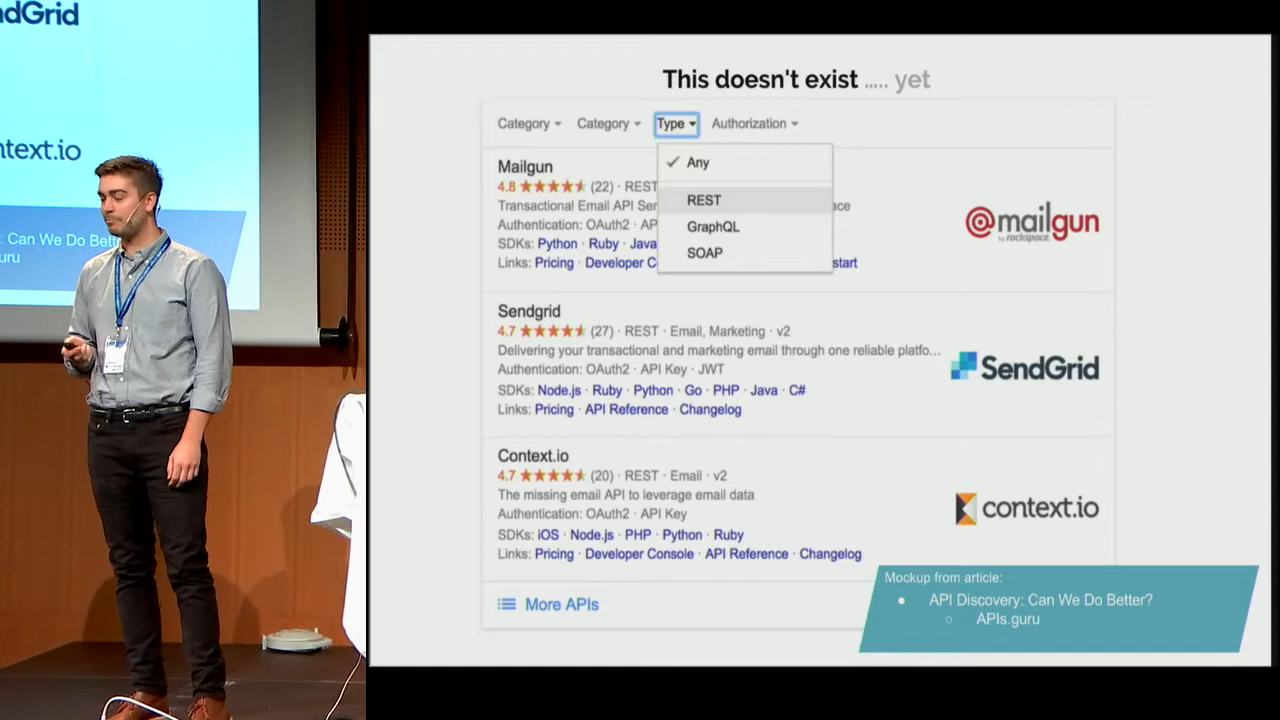 ndGrid
ntext.io
: Can We Do Bette
uru
This doesn't exist ..... yet
Category Category Type Authorization
Any
REST
GraphQL
SOAP
Mailgun
4.8 (22) · REST
Transactional Email API Ser
ace
Authentication: OAuth2 · AP
SDKs: Python · Ruby · Java
Links: Pricing · Developer C
start
@mailgun
by rackspace.
Sendgrid
4.7 (27) · REST · Email, Marketing · v2
Delivering your transactional and marketing email through one reliable platfo...
Authentication: OAuth2 · API Key · JWT
SDKs: Node.js · Ruby · Python · Go · PHP · Java · C#
Links: Pricing · API Reference · Changelog
SendGrid
Context.io
4.7 (20) · REST · Email · v2
The missing email API to leverage email data
Authentication: OAuth2 · API Key
SDKs: iOS · Node.js · PHP · Python · Ruby
Links: Pricing · Developer Console · API Reference · Changelog
context.io
More APIs
Mockup from article:
● API Discovery: Can We Do Better?
○ APIs.guru